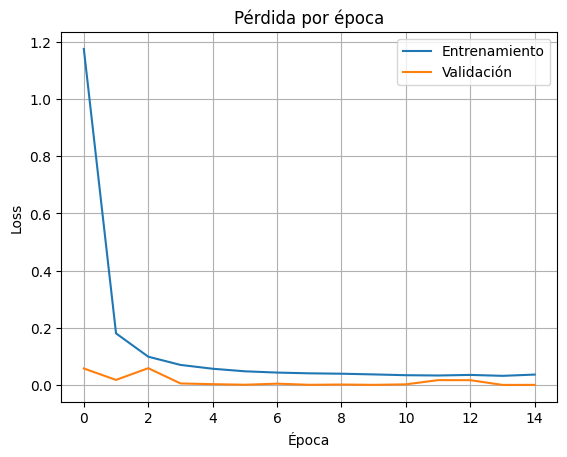 Pérdida por época
Entrenamiento
Validación
1.2
1.0
0.8
0.6
0.4
0.2
0.0
Loss
0 2 4 6 8 10 12 14
Época